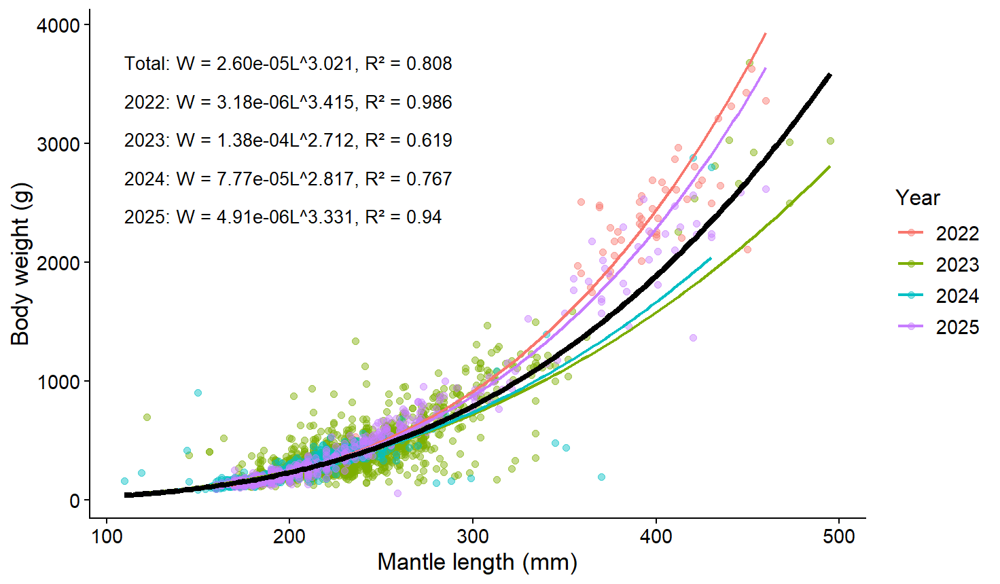 4000
3000
2000
1000
0
Body weight (g)
Total: W = 2.60e-05L^3.021, R² = 0.808
2022: W = 3.18e-06L^3.415, R² = 0.986
2023: W = 1.38e-04L^2.712, R² = 0.619
2024: W = 7.77e-05L^2.817, R² = 0.767
2025: W = 4.91e-06L^3.331, R² = 0.94
100 200 300 400 500
Mantle length (mm)
Year
2022
2023
2024
2025